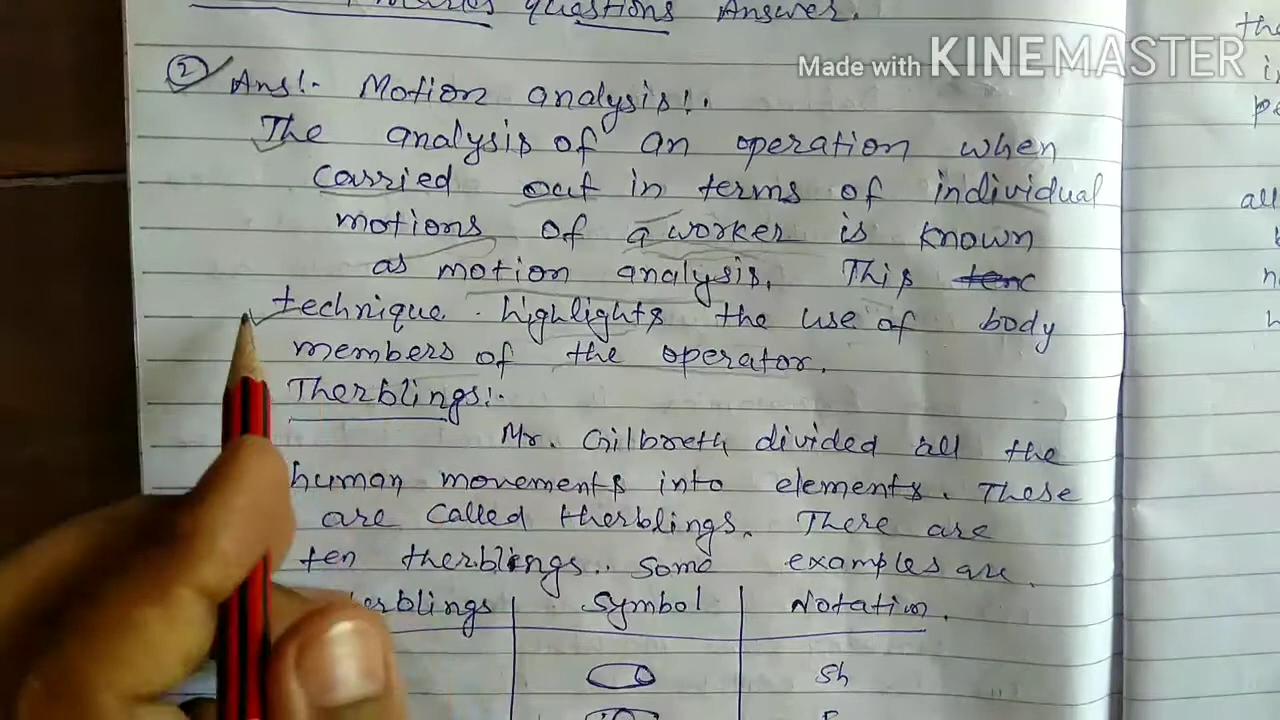 questions Answer.
Made with KINEMASTER
② Ans!. Motion analysis!.
The analysis of an operation when
carried out in terms of individual
motions of a worker is known
as motion analysis. This tenc
technique highlights the use of body
members of the operator.
Therblings!.
Mr. Gilbreth divided all the
human movements into elements. These
are called therblings. There are
ten therblings.. Some examples are.
erblings Symbol Notation.
Sh
the
all